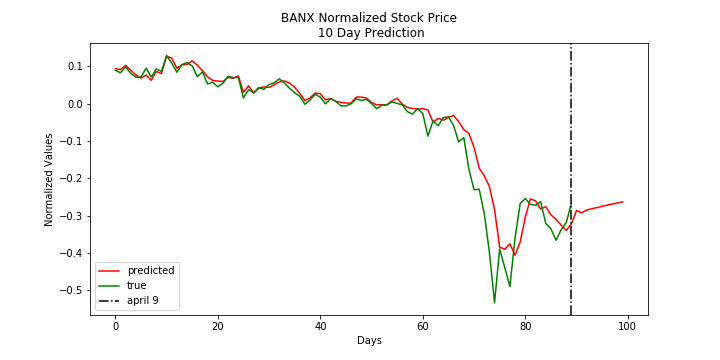 BANX Normalized Stock Price
10 Day Prediction
Normalized Values
0.1
0.0
−0.1
−0.2
−0.3
−0.4
−0.5
predicted
true
april 9
0
20
40
60
80
100
Days